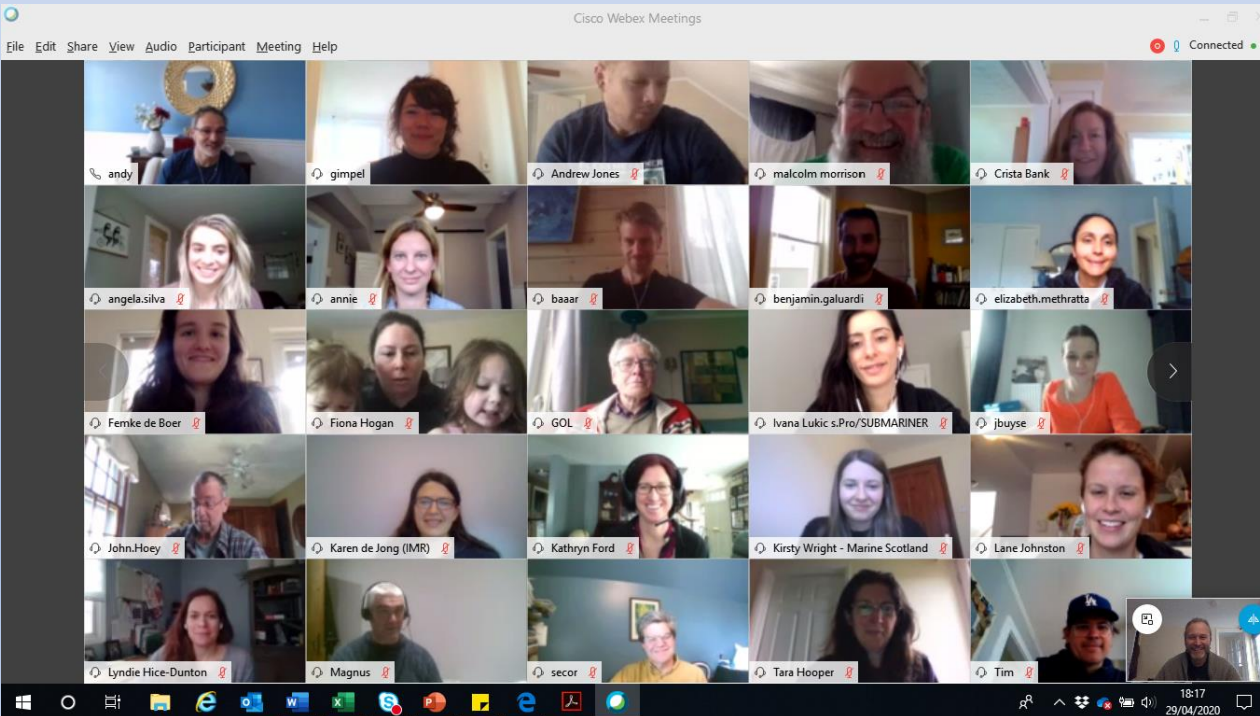 Cisco Webex Meetings
File Edit Share View Audio Participant Meeting Help
Connected
andy
gimpel
Andrew Jones
malcolm morrison
Crista Bank
angela.silva
annie
baaar
benjamin.galuardi
elizabeth.methratta
Femke de Boer
Fiona Hogan
GOL
Ivana Lukic s.Pro/SUBMARINER
jbuyse
John.Hoey
Karen de Jong (IMR)
Kathryn Ford
Kirsty Wright - Marine Scotland
Lane Johnston
Lyndie Hice-Dunton
Magnus
secor
Tara Hooper
Tim
18:17
29/04/2020